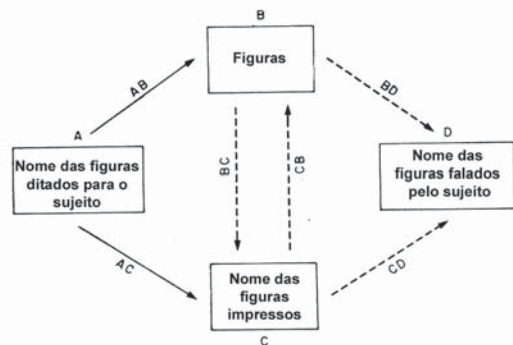 B
Figuras
AB
BD
A
Nome das figuras
ditados para o
sujeito
BC
CB
D
Nome das
figuras falados
pelo sujeito
AC
CD
Nome das
figuras
impressos
C